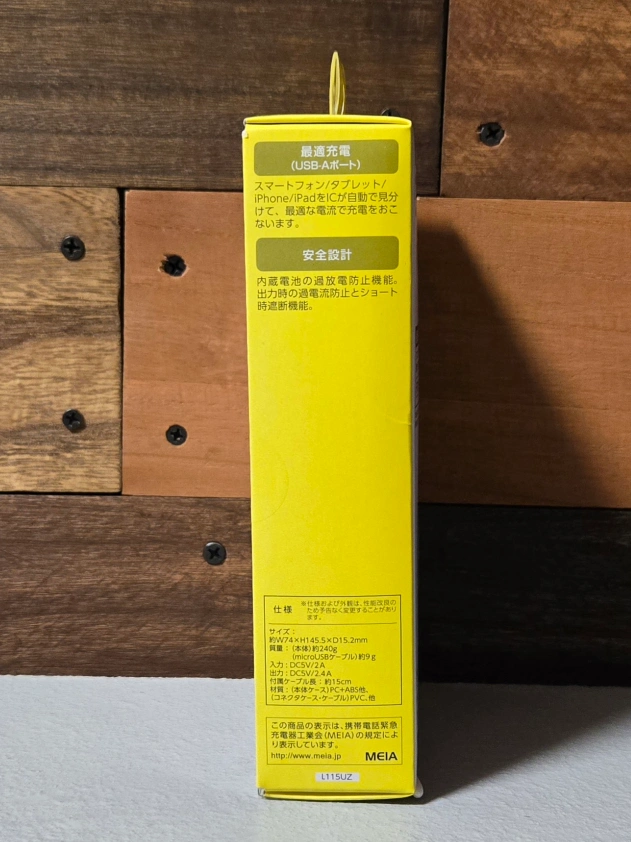 最適充電
(USB-Aポート)
スマートフォン/タブレット/
iPhone/iPadをICが自動で見分
けて、最適な電流で充電をおこ
ないます。
安全設計
内蔵電池の過放電防止機能。
出力時の過電流防止とショート
時遮断機能。
仕様
※仕様および外観は、性能改良の
ため予告なく変更することがあり
ます。
サイズ:
約W74×H145.5×D15.2mm
質量:(本体)約240g
(microUSBケーブル)約9g
入力:DC5V/2A
出力:DC5V/2.4A
付属ケーブル長:約15cm
材質:(本体ケース)PC+ABS他、
(コネクタケース・ケーブル)PVC、他
この商品の表示は、携帯電話緊急
充電器工業会(MEIA)の規定によ
り表示しています。
http://www.meia.jp MEIA
L115UZ